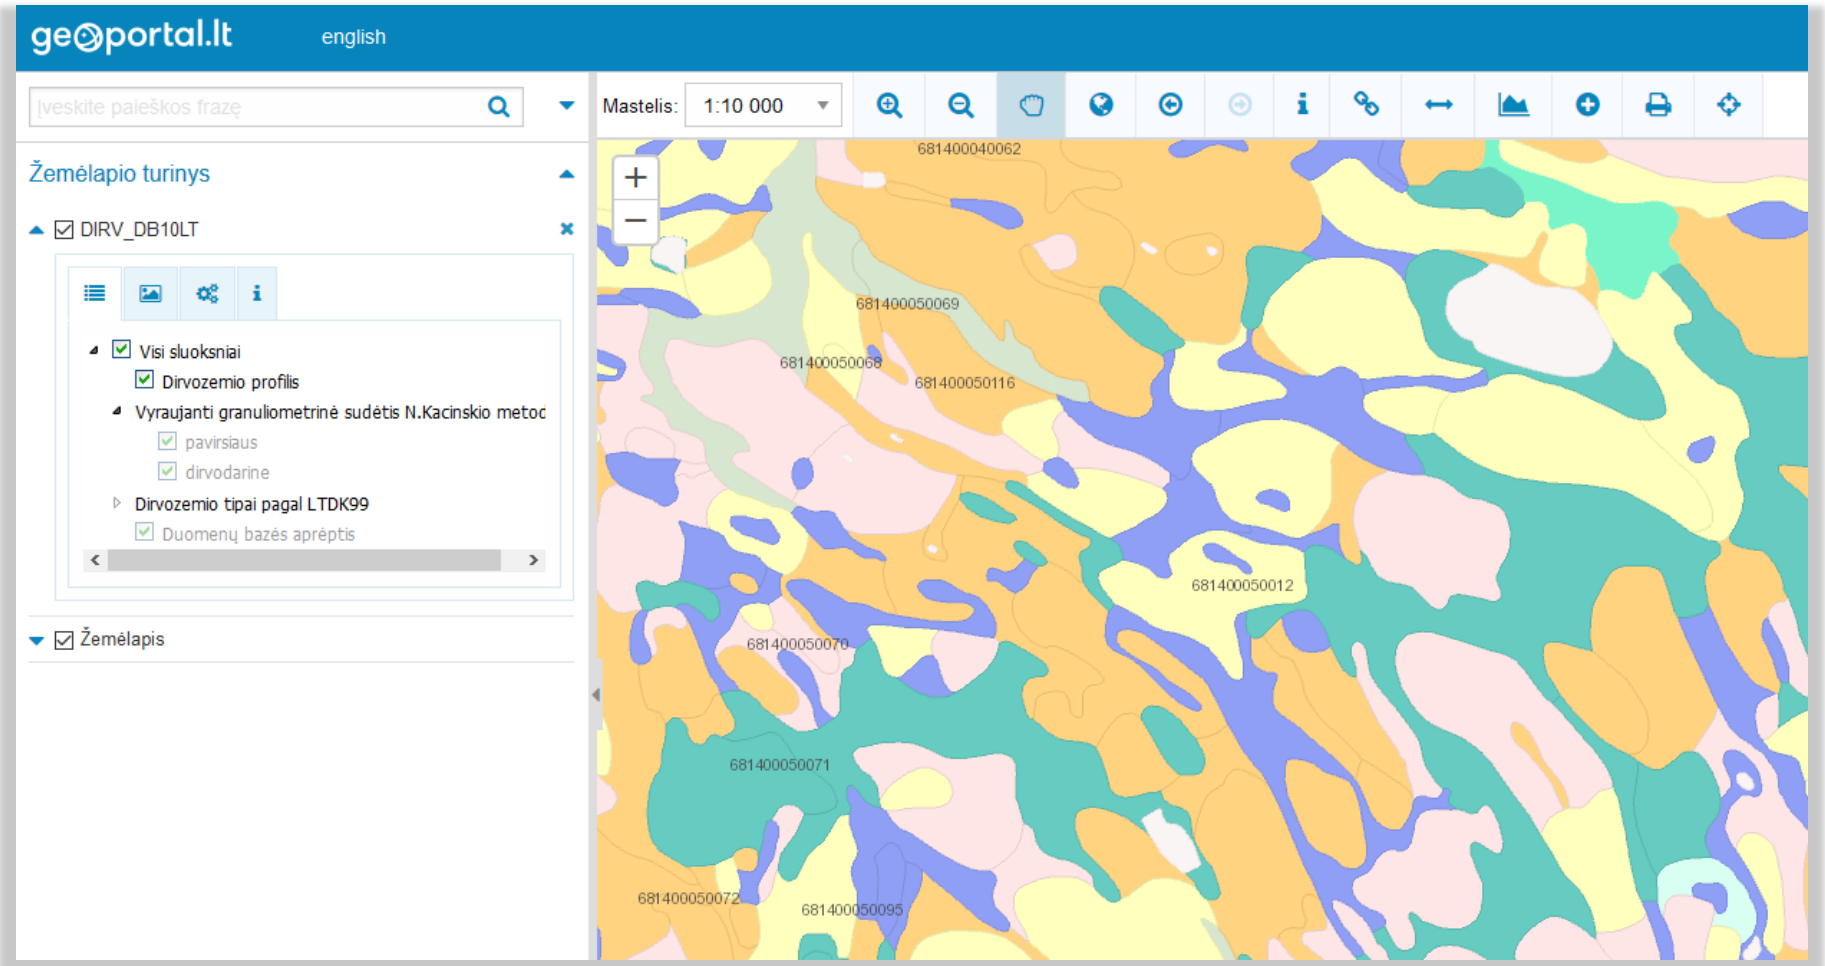 geoportal.lt
english
Įveskite paieškos frazę
Mastelis: 1:10 000
Žemėlapio turinys
DIRV_DB10LT
Visi sluoksniai
Dirvozemio profilis
Vyraujanti granuliometrinė sudėtis N.Kacinskio metod
pavirsiaus
dirvodarine
Dirvozemio tipai pagal LTDK99
Duomenų bazės aprėptis
Žemėlapis
681400040062
681400050069
681400050068
681400050116
681400050012
681400050070
681400050071
681400050072
681400050095